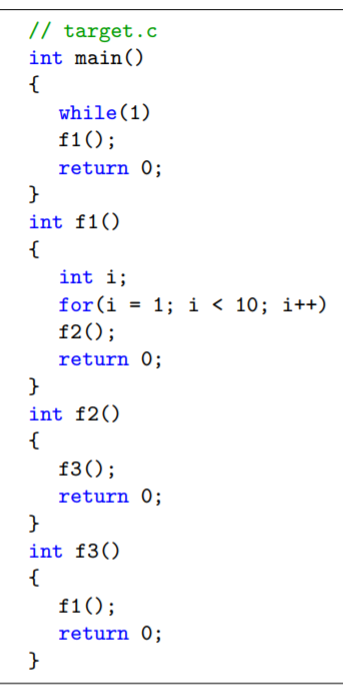 // target.c
int main()
{
while(1)
f1();
return 0;
}
int f1()
{
int i;
for(i = 1; i < 10; i++)
f2();
return 0;
}
int f2()
{
f3();
return 0;
}
int f3()
{
f1();
return 0;
}